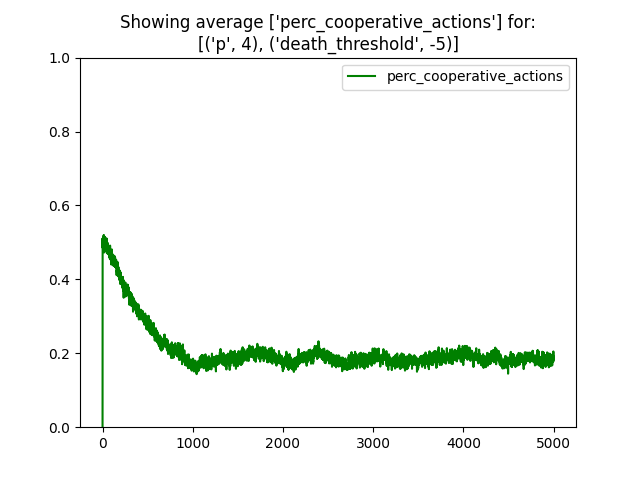 Showing average ['perc_cooperative_actions'] for:
[('p', 4), ('death_threshold', -5)]
1.0
perc_cooperative_actions
0.8
0.6
0.4
0.2
0.0
0 1000 2000 3000 4000 5000